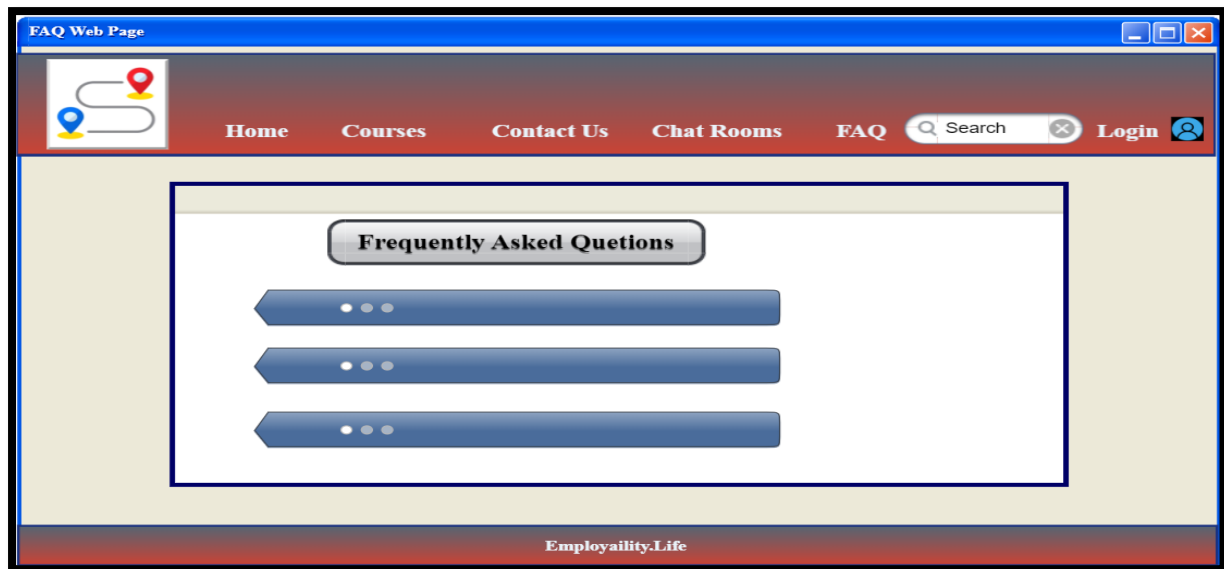 FAQ Web Page
Home Courses Contact Us Chat Rooms FAQ Search Login
Frequently Asked Quetions
Employaility.Life